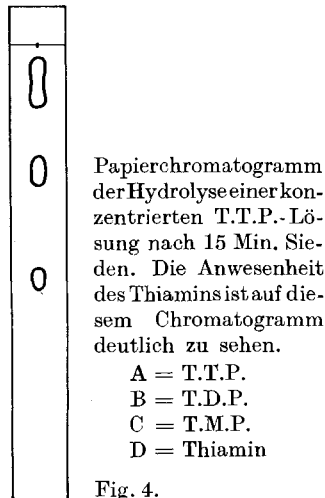 Papierchromatogramm
der Hydrolyse einer kon-
zentrierten T.T.P.-Lö-
sung nach 15 Min. Sie-
den. Die Anwesenheit
des Thiamins ist auf die-
sem Chromatogramm
deutlich zu sehen.
A = T.T.P.
B = T.D.P.
C = T.M.P.
D = Thiamin
Fig. 4.